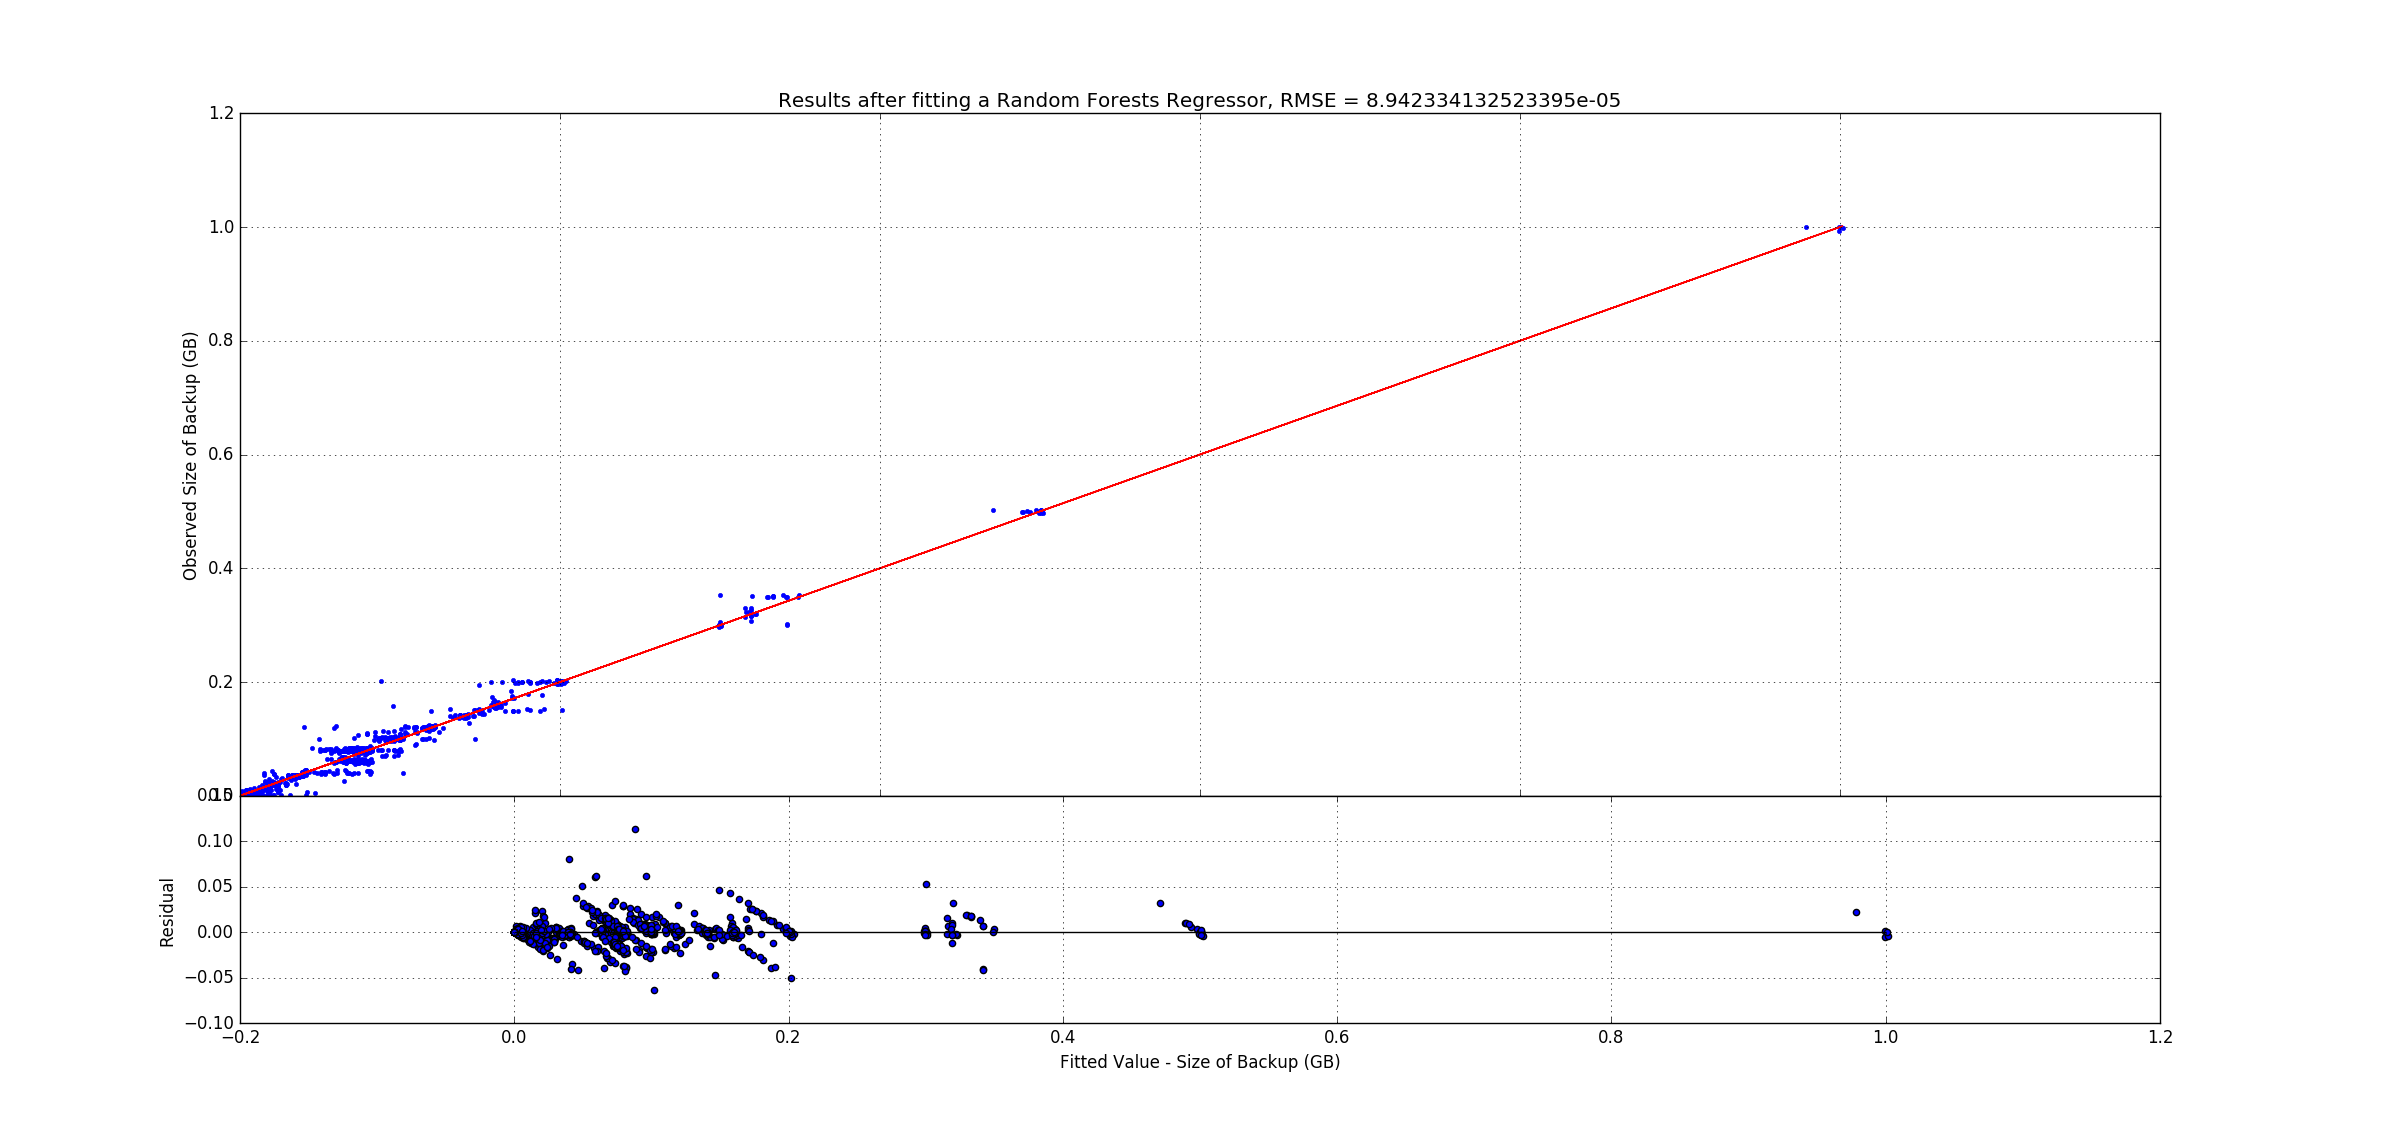 Results after fitting a Random Forests Regressor, RMSE = 8.942334132523395e-05
1.2
1.0
0.8
0.6
0.4
0.2
Observed Size of Backup (GB)
0.15
0.10
0.05
0.00
−0.05
−0.10
Residual
−0.2 0.0 0.2 0.4 0.6 0.8 1.0 1.2
Fitted Value - Size of Backup (GB)